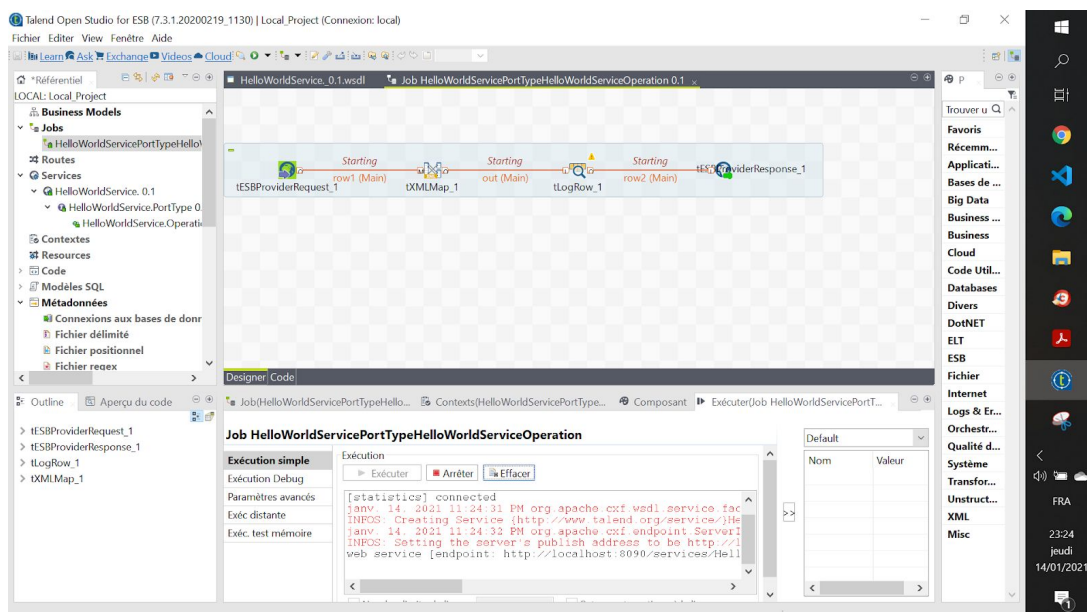 Talend Open Studio for ESB (7.3.1.20200219_1130) | Local_Project (Connexion: local)
Fichier Editer View Fenêtre Aide
Learn Ask Exchange Videos Cloud
*Référentiel
LOCAL: Local_Project
Business Models
Jobs
HelloWorldServicePortTypeHello
Routes
Services
HelloWorldService. 0.1
HelloWorldService.PortType 0.
HelloWorldService.Operati
Contextes
Resources
Code
Modèles SQL
Métadonnées
Connexions aux bases de donr
Fichier délimité
Fichier positionnel
Fichier regex
HelloWorldService._0.1.wsdl
Job HelloWorldServicePortTypeHelloWorldServiceOperation 0.1
Starting
row1 (Main)
Starting
out (Main)
Starting
row2 (Main)
tESBProviderRequest_1
tXMLMap_1
tLogRow_1
tESBProviderResponse_1
Designer Code
P
Trouver u
Favoris
Récemm...
Applicati...
Bases de ...
Big Data
Business ...
Business
Cloud
Code Util...
Databases
Divers
DotNET
ELT
ESB
Fichier
Internet
Logs & Er...
Orchestr...
Qualité d...
Système
Transfor...
Unstruct...
XML
Misc
Outline
Aperçu du code
tESBProviderRequest_1
tESBProviderResponse_1
tLogRow_1
tXMLMap_1
Job(HelloWorldServicePortTypeHello...
Contexts(HelloWorldServicePortType...
Composant
Exécuter(Job HelloWorldServicePortT...
Job HelloWorldServicePortTypeHelloWorldServiceOperation
Exécution simple
Exécution Debug
Paramètres avancés
Exéc distante
Exéc. test mémoire
Exécution
Exécuter
Arrêter
Effacer
[statistics] connected
janv. 14, 2021 11:24:31 PM org.apache.cxf.wsdl.service.fac
INFOS: Creating Service {http://www.talend.org/service/}He
janv. 14, 2021 11:24:32 PM org.apache.cxf.endpoint.ServerI
INFOS: Setting the server's publish address to be http://l
web service [endpoint: http://localhost:8090/services/Hell
>>
Default
Nom Valeur
FRA
23:24
jeudi
14/01/2021
1